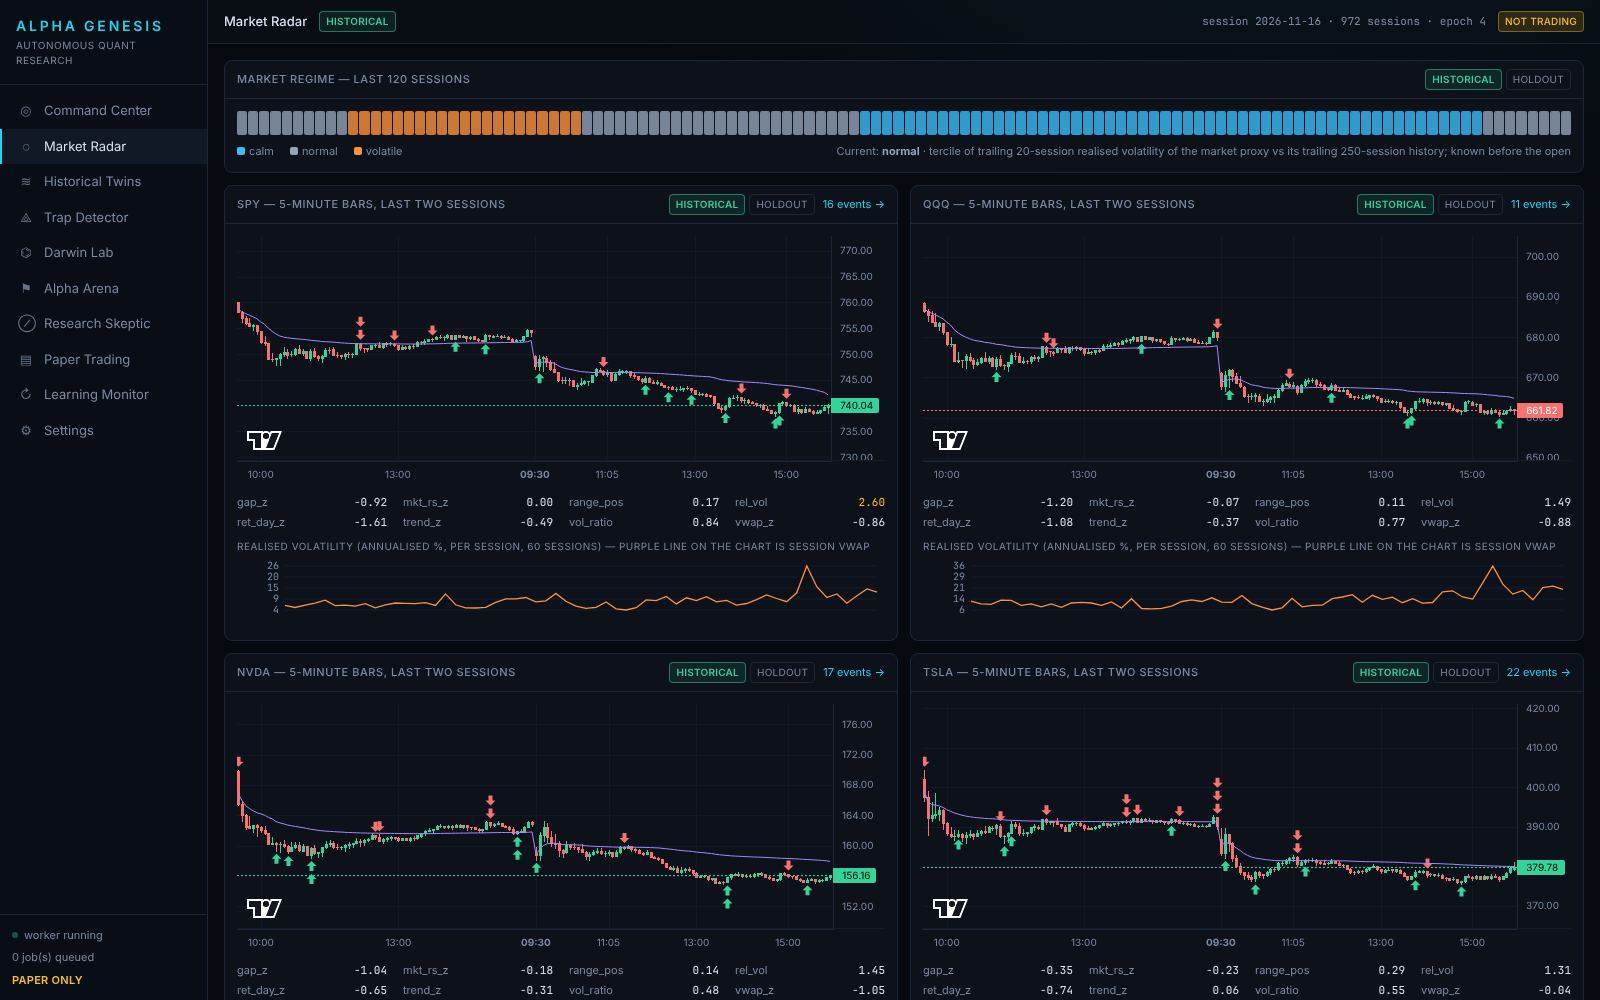 ALPHA GENESIS
AUTONOMOUS QUANT
RESEARCH
Command Center
Market Radar
Historical Twins
Trap Detector
Darwin Lab
Alpha Arena
Research Skeptic
Paper Trading
Learning Monitor
Settings
worker running
0 job(s) queued
PAPER ONLY
Market Radar HISTORICAL session 2026-11-16 · 972 sessions · epoch 4 NOT TRADING
MARKET REGIME — LAST 120 SESSIONS HISTORICAL HOLDOUT
calm normal volatile Current: normal · tercile of trailing 20-session realised volatility of the market proxy vs its trailing 250-session history; known before the open
SPY — 5-MINUTE BARS, LAST TWO SESSIONS HISTORICAL HOLDOUT 16 events →
770.00
765.00
760.00
755.00
750.00
745.00
740.04
735.00
730.00
10:00 13:00 09:30 11:05 13:00 15:00
gap_z -0.92 mkt_rs_z 0.00 range_pos 0.17 rel_vol 2.60
ret_day_z -1.61 trend_z -0.49 vol_ratio 0.84 vwap_z -0.86
REALISED VOLATILITY (ANNUALISED %, PER SESSION, 60 SESSIONS) — PURPLE LINE ON THE CHART IS SESSION VWAP
26
20
15
9
4
QQQ — 5-MINUTE BARS, LAST TWO SESSIONS HISTORICAL HOLDOUT 11 events →
700.00
690.00
680.00
670.00
661.82
660.00
650.00
10:00 13:00 09:30 11:05 13:00 15:00
gap_z -1.20 mkt_rs_z -0.07 range_pos 0.11 rel_vol 1.49
ret_day_z -1.08 trend_z -0.37 vol_ratio 0.77 vwap_z -0.88
REALISED VOLATILITY (ANNUALISED %, PER SESSION, 60 SESSIONS) — PURPLE LINE ON THE CHART IS SESSION VWAP
36
29
21
14
6
NVDA — 5-MINUTE BARS, LAST TWO SESSIONS HISTORICAL HOLDOUT 17 events →
176.00
172.00
168.00
164.00
160.00
156.16
152.00
10:00 13:00 09:30 11:05 13:00 15:00
gap_z -1.04 mkt_rs_z -0.18 range_pos 0.14 rel_vol 1.45
ret_day_z -0.65 trend_z -0.31 vol_ratio 0.48 vwap_z -1.05
TSLA — 5-MINUTE BARS, LAST TWO SESSIONS HISTORICAL HOLDOUT 22 events →
420.00
410.00
400.00
390.00
379.78
370.00
10:00 13:00 09:30 11:05 13:00 15:00
gap_z -0.35 mkt_rs_z -0.23 range_pos 0.29 rel_vol 1.31
ret_day_z -0.74 trend_z 0.06 vol_ratio 0.55 vwap_z -0.04